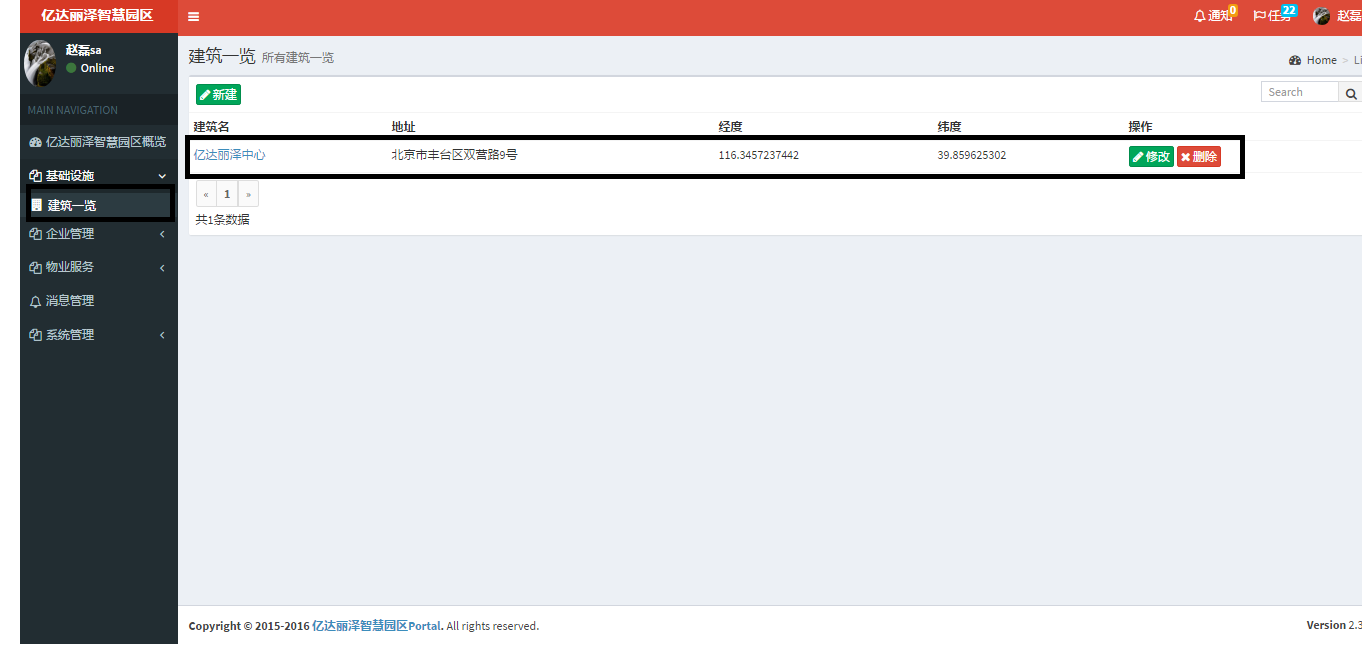 亿达丽泽智慧园区
通知 0
任务 22
赵磊
赵磊sa
Online
MAIN NAVIGATION
亿达丽泽智慧园区概览
基础设施
建筑一览
企业管理
物业服务
消息管理
系统管理
建筑一览 所有建筑一览
Home > Li
新建
Search
建筑名 地址 经度 纬度 操作
亿达丽泽中心 北京市丰台区双营路9号 116.3457237442 39.859625302 修改 删除
« 1 »
共1条数据
Copyright © 2015-2016 亿达丽泽智慧园区Portal. All rights reserved.
Version 2.3